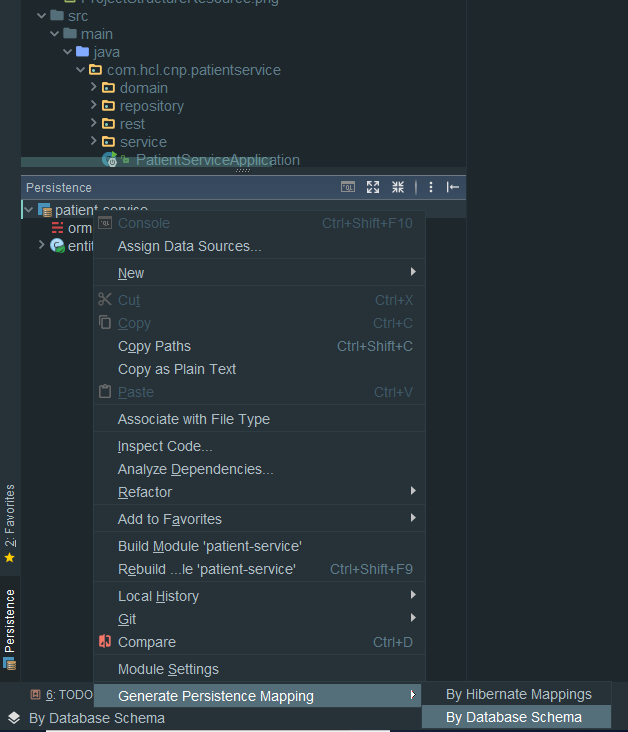 ProjectStructureResource.png
src
main
java
com.hcl.cnp.patientservice
domain
repository
rest
service
PatientServiceApplication
Persistence
patient-service
orm
entit
Console Ctrl+Shift+F10
Assign Data Sources...
New
Cut Ctrl+X
Copy Ctrl+C
Copy Paths Ctrl+Shift+C
Copy as Plain Text
Paste Ctrl+V
Associate with File Type
Inspect Code...
Analyze Dependencies...
Refactor
Add to Favorites
Build Module 'patient-service'
Rebuild ...le 'patient-service' Ctrl+Shift+F9
Local History
Git
Compare Ctrl+D
Module Settings
Generate Persistence Mapping
By Hibernate Mappings
By Database Schema
2: Favorites
Persistence
6: TODO
By Database Schema